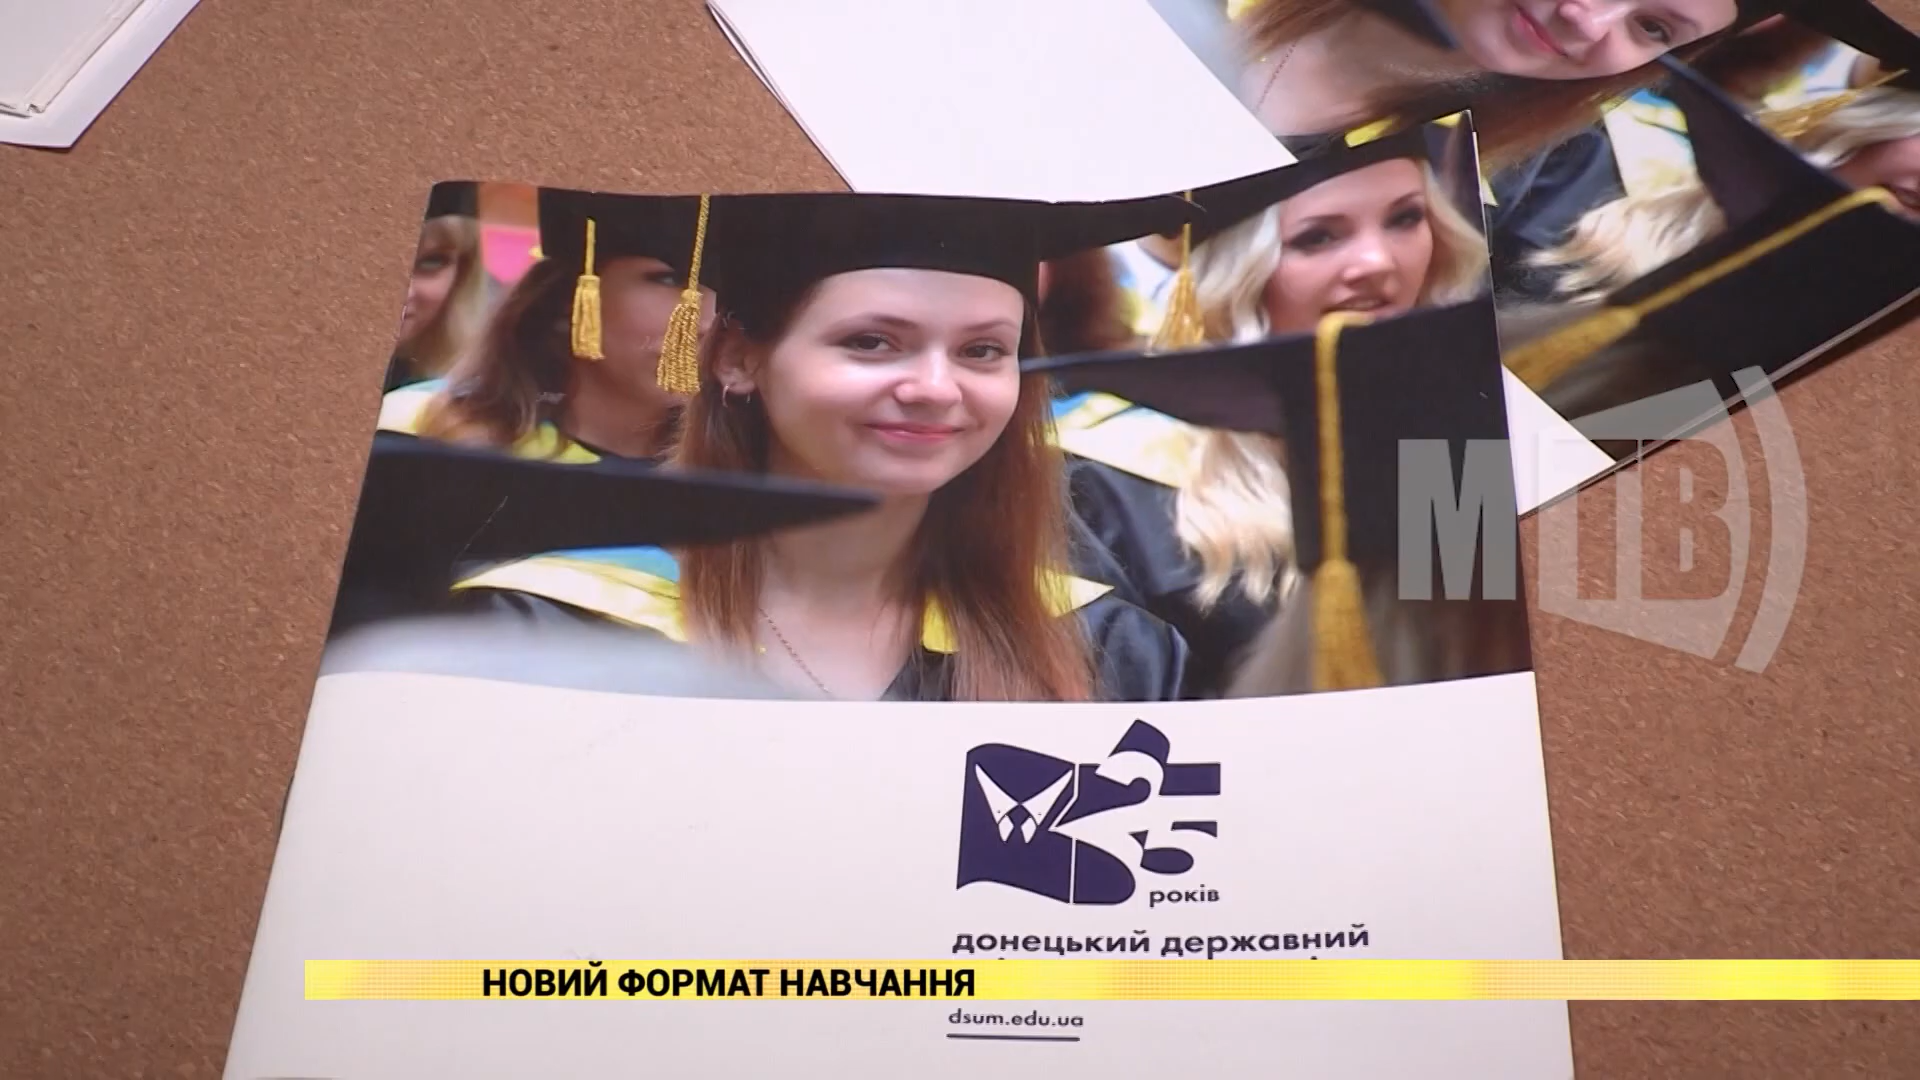 МТВ
25
років
донецький державний
НОВИЙ ФОРМАТ НАВЧАННЯ
dsum.edu.ua